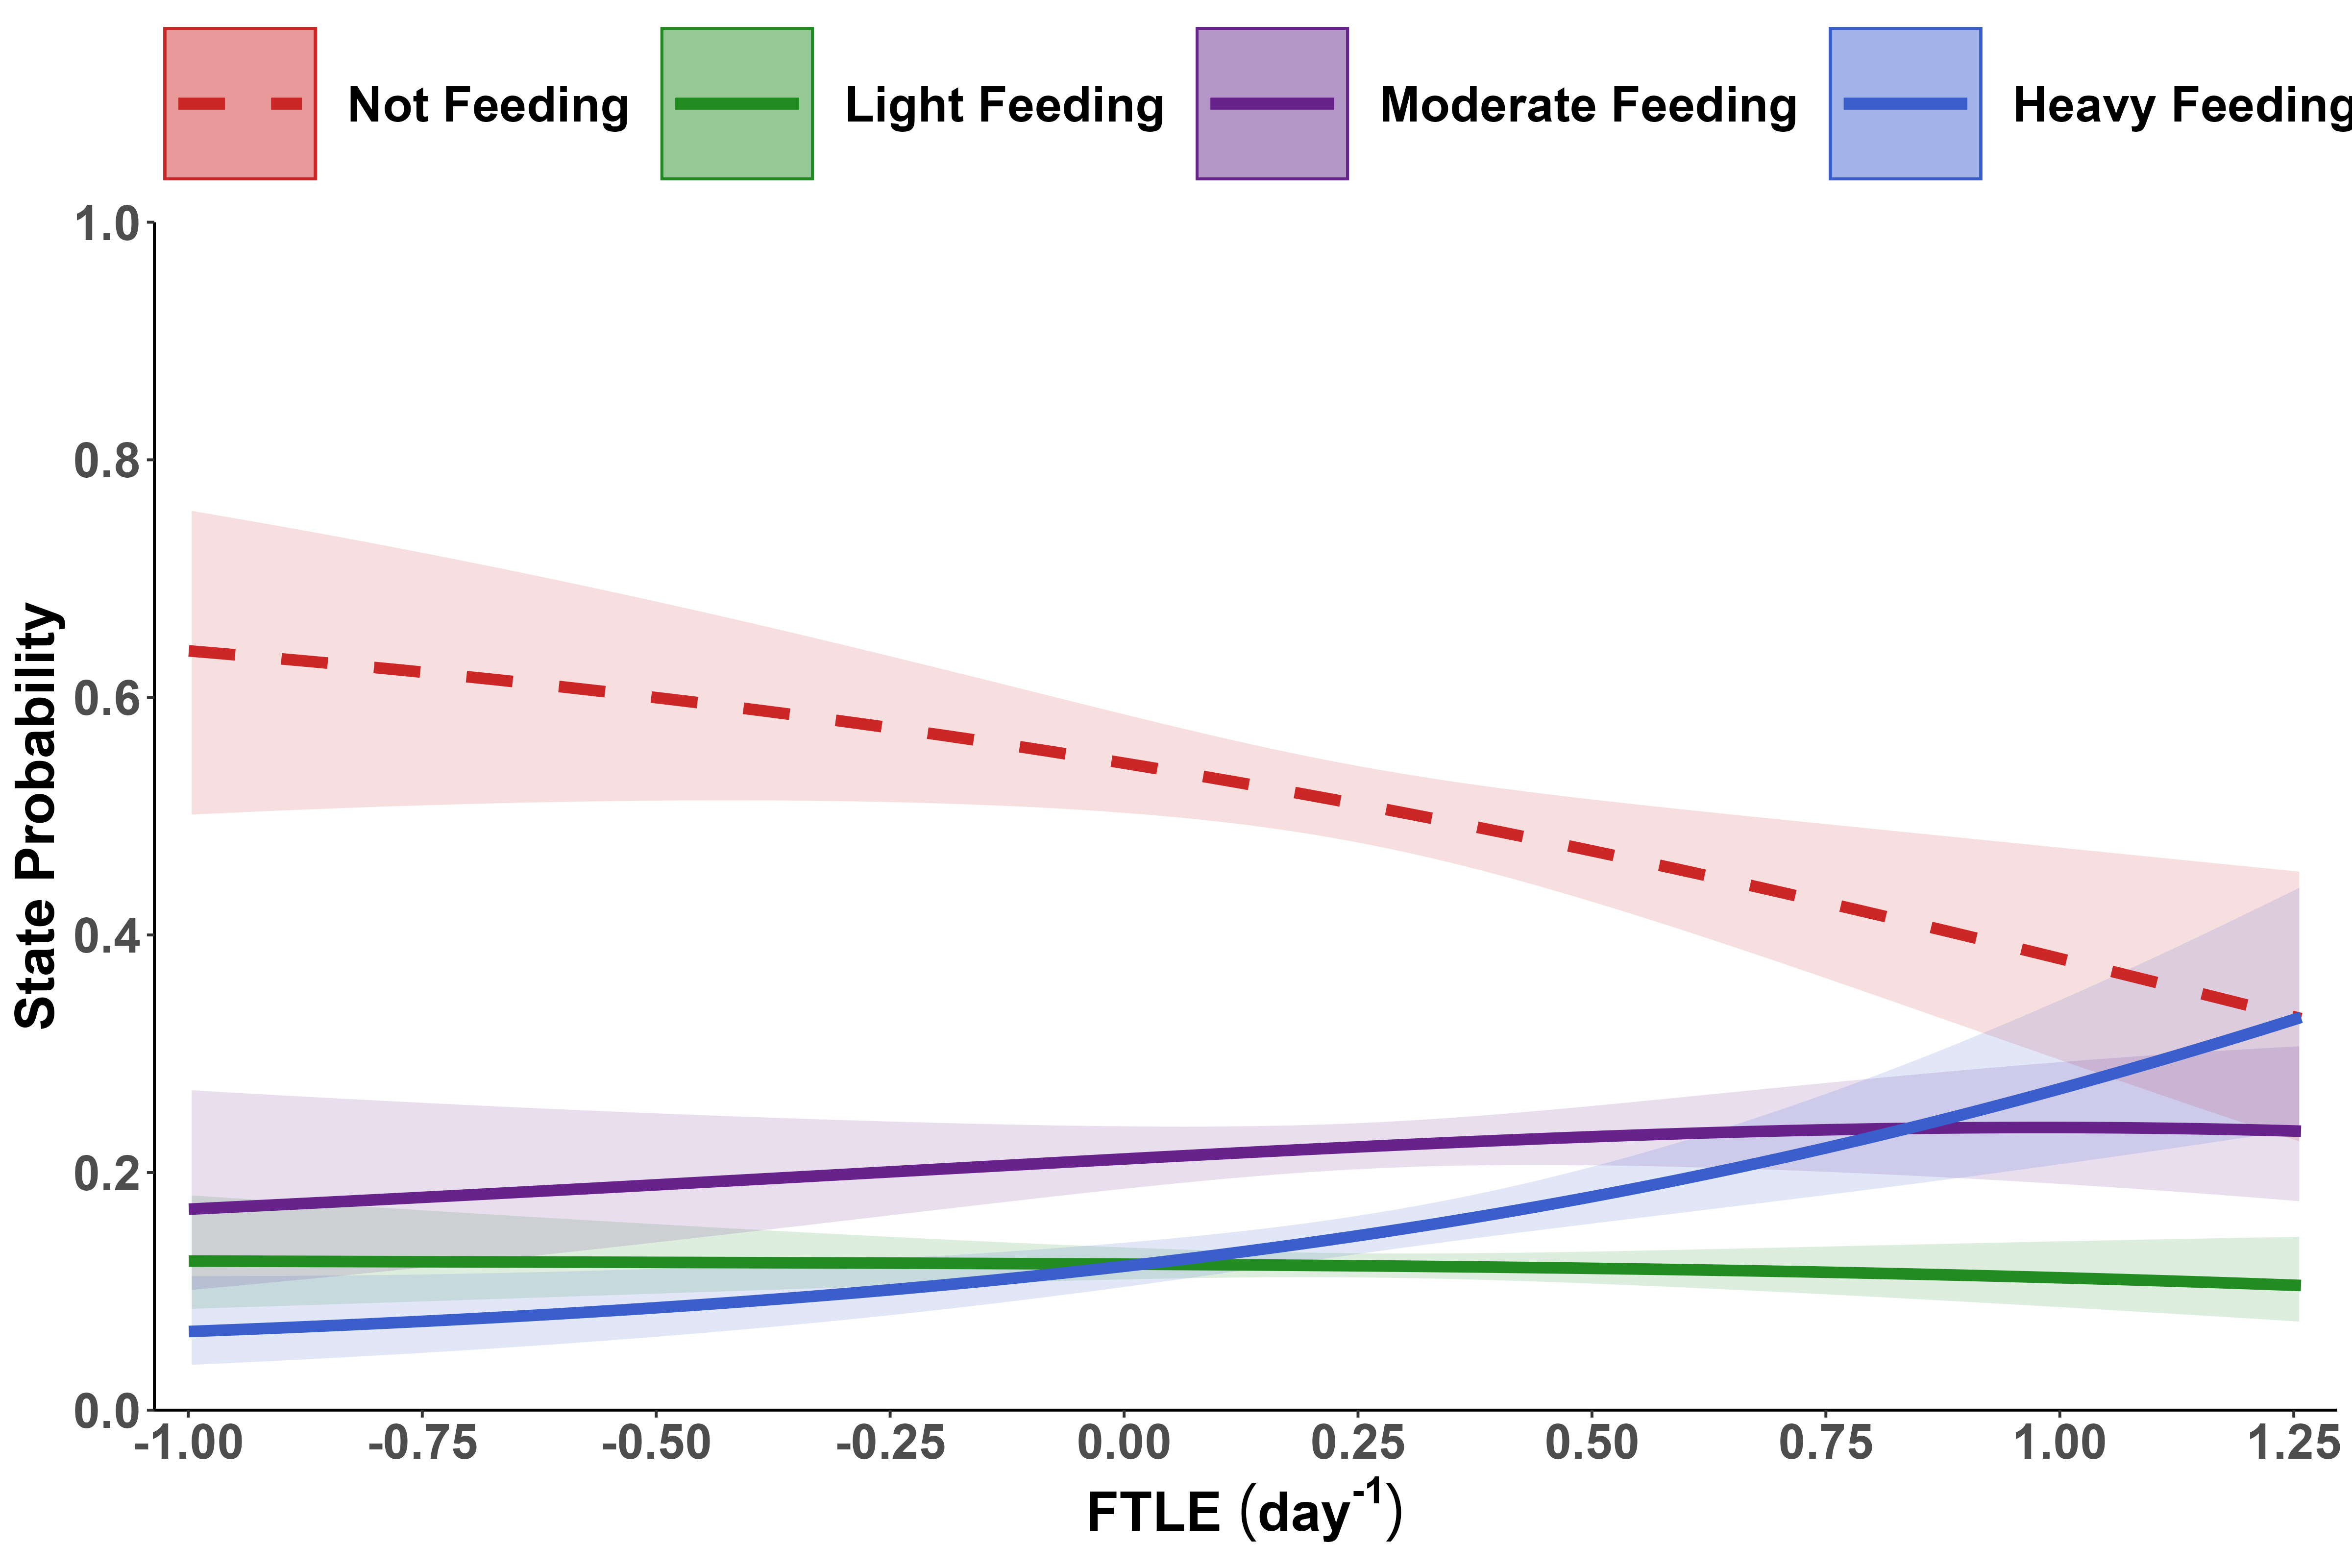 Not Feeding Light Feeding Moderate Feeding Heavy Feeding
1.0
0.8
0.6
0.4
0.2
0.0
State Probability
-1.00 -0.75 -0.50 -0.25 0.00 0.25 0.50 0.75 1.00 1.25
FTLE (day⁻¹)